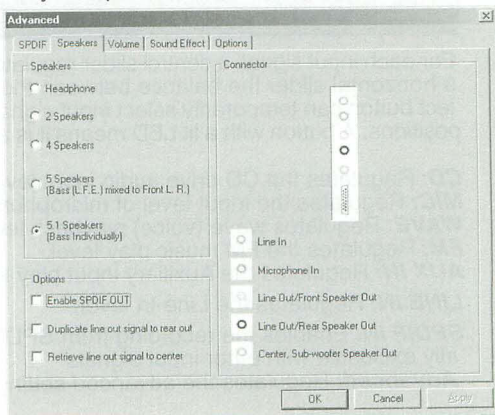 Advanced
SPDIF Speakers Volume Sound Effect Options
Speakers
Headphone
2 Speakers
4 Speakers
5 Speakers
(Bass (L.F.E.) mixed to Front L. R.)
5.1 Speakers
(Bass Individually)
Options
Enable SPDIF OUT
Duplicate line out signal to rear out
Retrieve line out signal to center
Connector
Line In
Microphone In
Line Out/Front Speaker Out
Line Out/Rear Speaker Out
Center, Sub-woofer Speaker Out
OK Cancel Apply